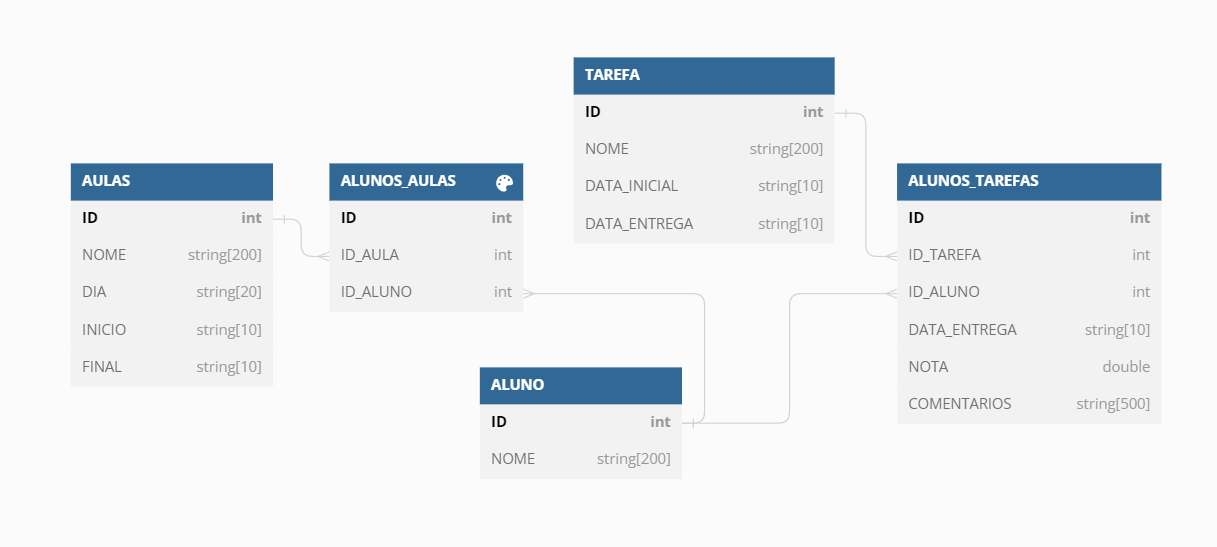 AULAS
ID int
NOME string[200]
DIA string[20]
INICIO string[10]
FINAL string[10]
ALUNOS_AULAS
ID int
ID_AULA int
ID_ALUNO int
TAREFA
ID int
NOME string[200]
DATA_INICIAL string[10]
DATA_ENTREGA string[10]
ALUNO
ID int
NOME string[200]
ALUNOS_TAREFAS
ID int
ID_TAREFA int
ID_ALUNO int
DATA_ENTREGA string[10]
NOTA double
COMENTARIOS string[500]